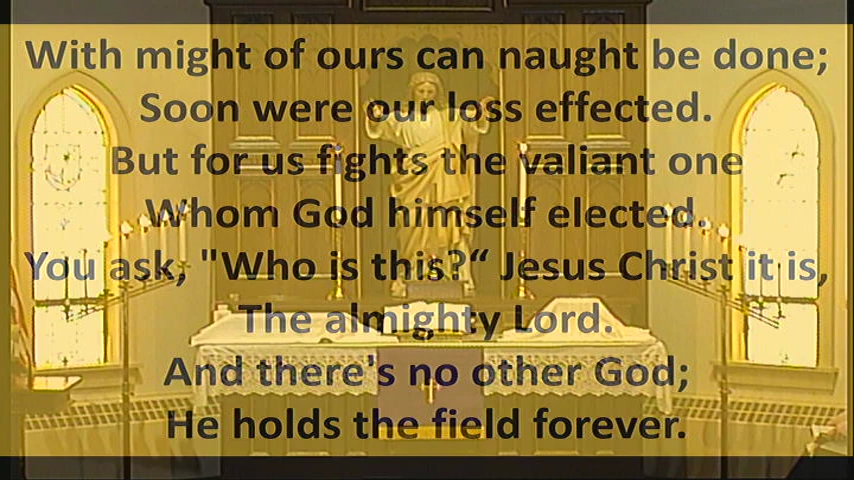 With might of ours can naught be done;
Soon were our loss effected.
But for us fights the valiant one
Whom God himself elected.
You ask, "Who is this?“ Jesus Christ it is,
The almighty Lord.
And there's no other God;
He holds the field forever.